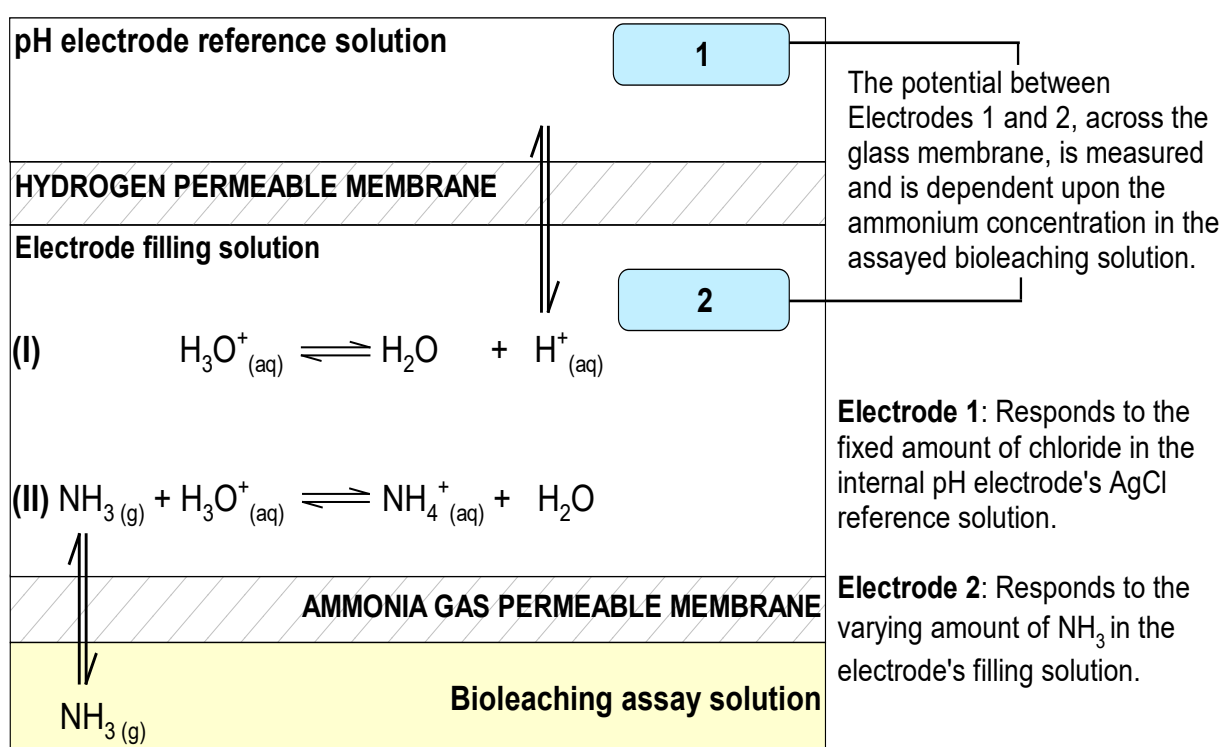 pH electrode reference solution
1
The potential between
Electrodes 1 and 2, across the
glass membrane, is measured
and is dependent upon the
ammonium concentration in the
assayed bioleaching solution.
HYDROGEN PERMEABLE MEMBRANE
Electrode filling solution
2
(I) H₃O⁺(aq) ⇌ H₂O + H⁺(aq)
Electrode 1: Responds to the
fixed amount of chloride in the
internal pH electrode's AgCl
reference solution.
(II) NH₃ (g) + H₃O⁺(aq) ⇌ NH₄⁺(aq) + H₂O
AMMONIA GAS PERMEABLE MEMBRANE
Electrode 2: Responds to the
varying amount of NH₃ in the
electrode's filling solution.
Bioleaching assay solution
NH₃ (g)